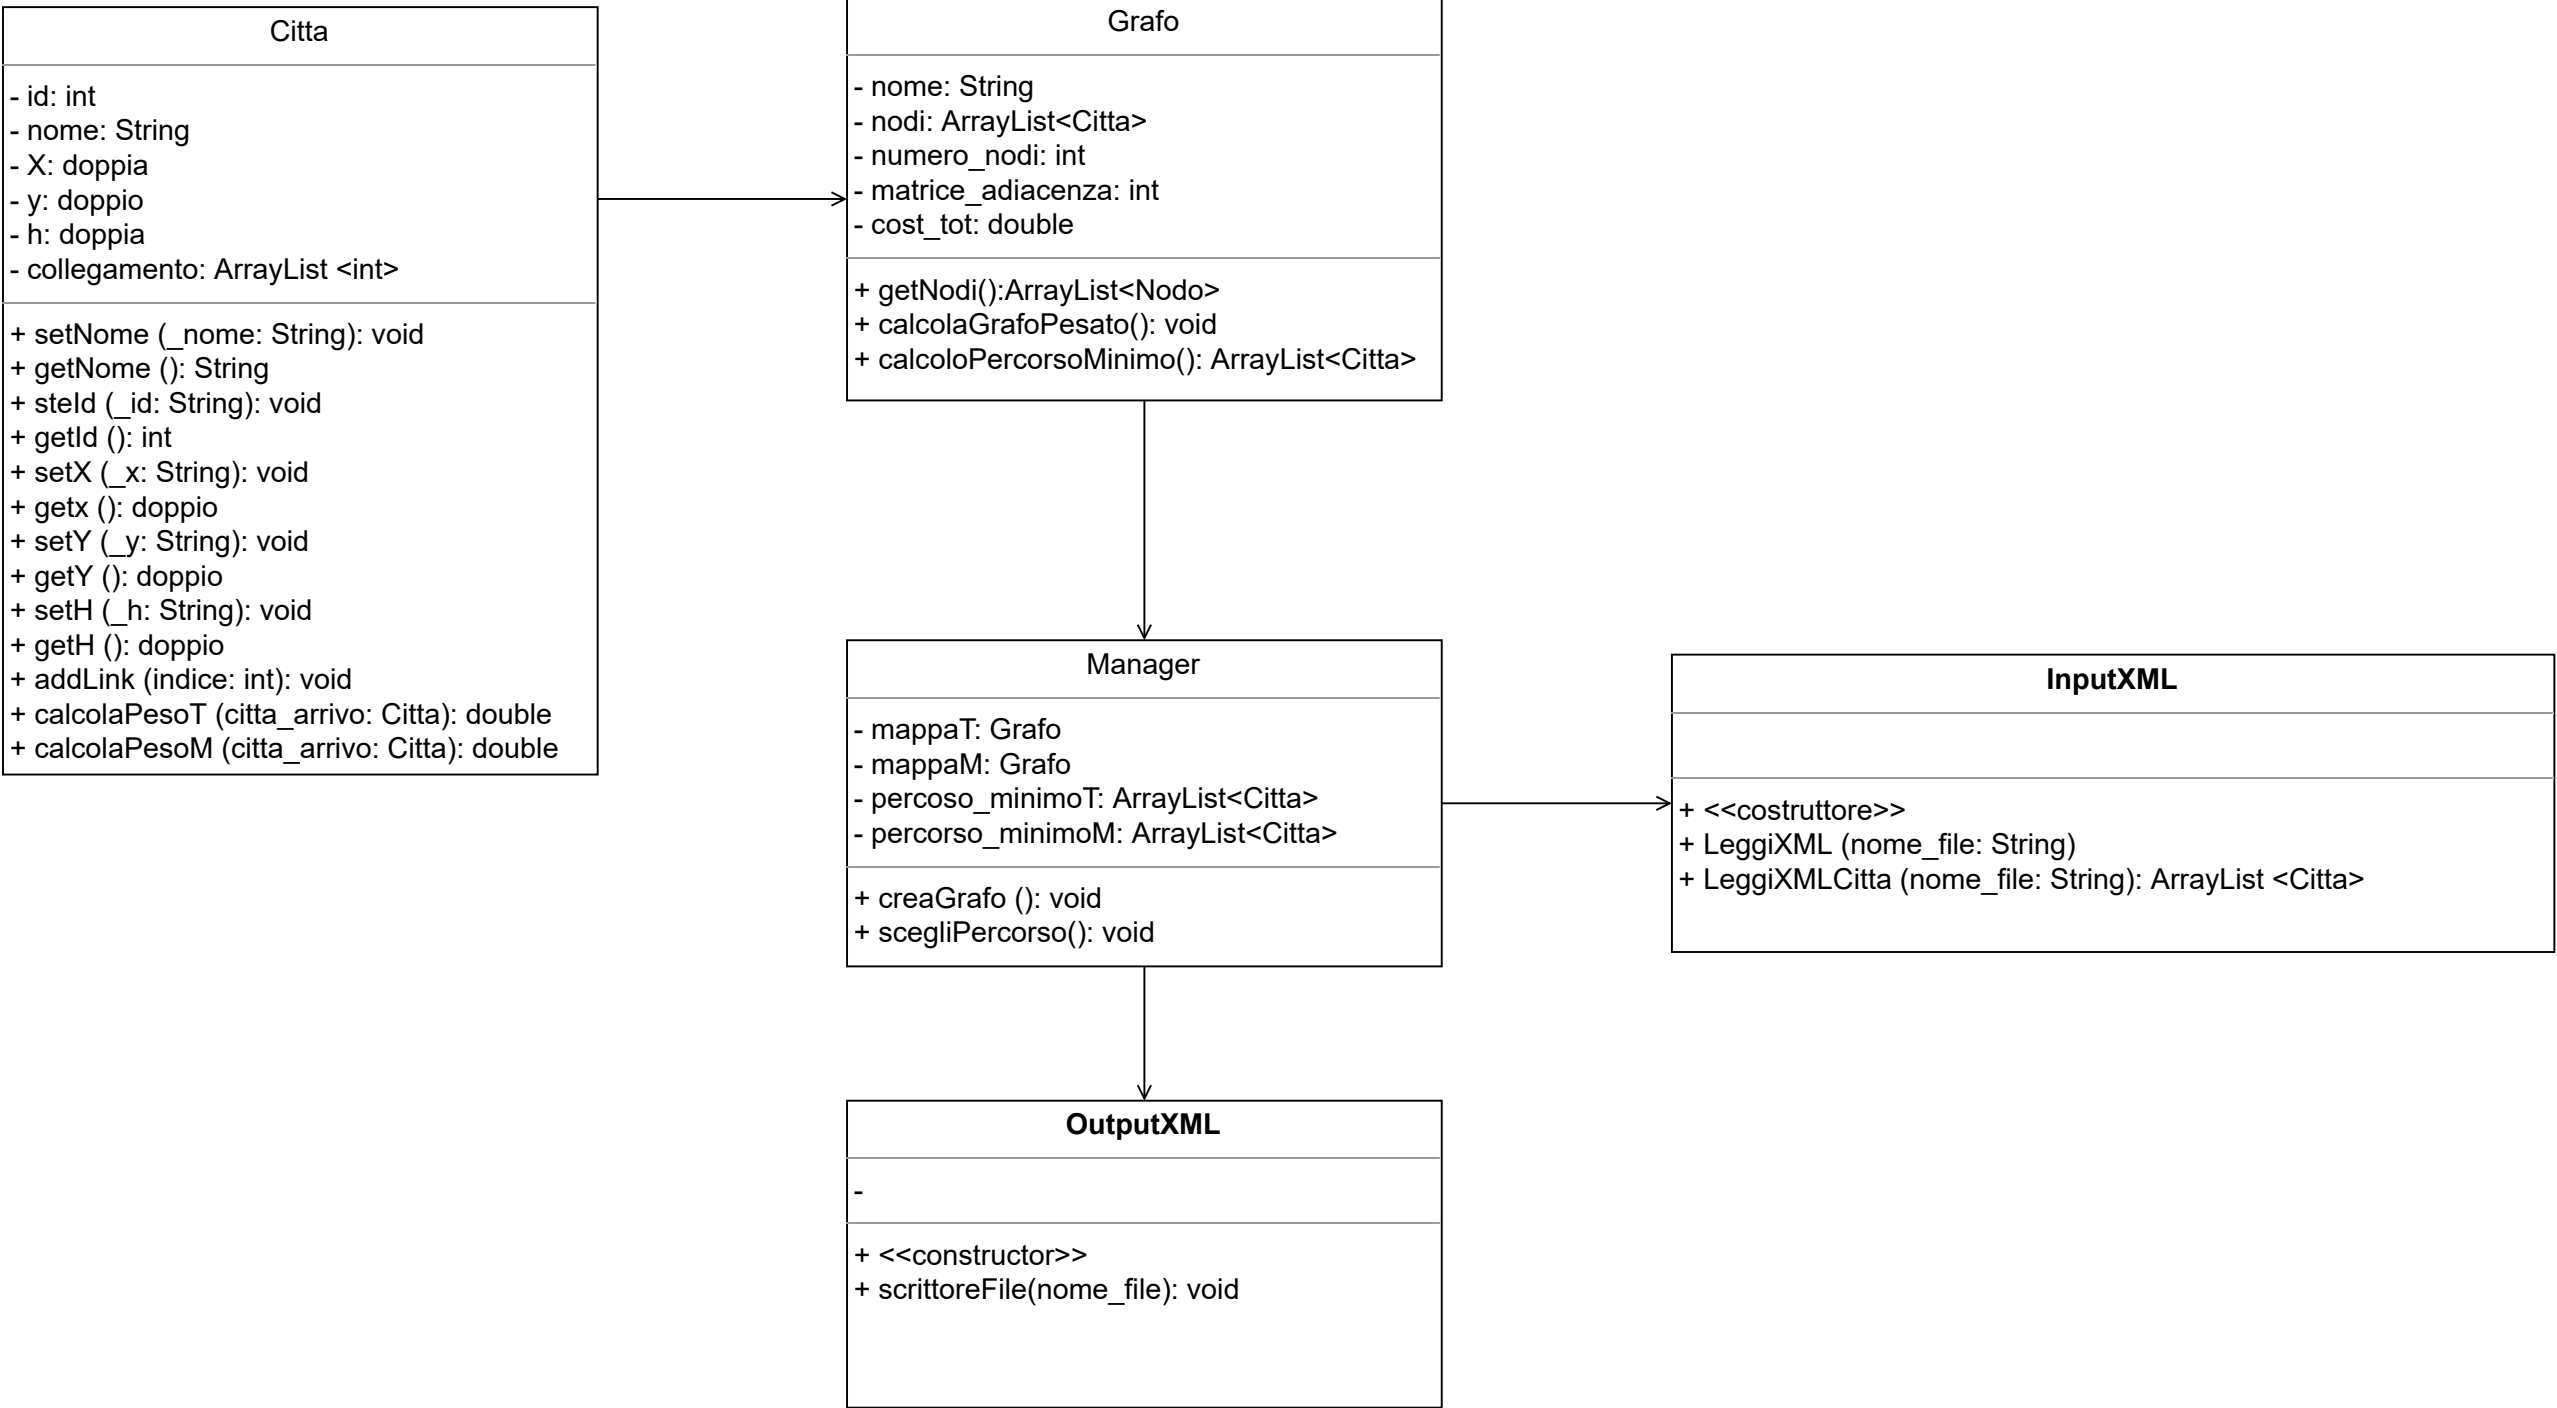 Citta
- id: int
- nome: String
- X: doppia
- y: doppio
- h: doppia
- collegamento: ArrayList <int>
+ setNome (_nome: String): void
+ getNome (): String
+ steId (_id: String): void
+ getId (): int
+ setX (_x: String): void
+ getx (): doppio
+ setY (_y: String): void
+ getY (): doppio
+ setH (_h: String): void
+ getH (): doppio
+ addLink (indice: int): void
+ calcolaPesoT (citta_arrivo: Citta): double
+ calcolaPesoM (citta_arrivo: Citta): double
Grafo
- nome: String
- nodi: ArrayList<Citta>
- numero_nodi: int
- matrice_adiacenza: int
- cost_tot: double
+ getNodi():ArrayList<Nodo>
+ calcolaGrafoPesato(): void
+ calcoloPercorsoMinimo(): ArrayList<Citta>
Manager
- mappaT: Grafo
- mappaM: Grafo
- percoso_minimoT: ArrayList<Citta>
- percorso_minimoM: ArrayList<Citta>
+ creaGrafo (): void
+ scegliPercorso(): void
InputXML
+ <<costruttore>>
+ LeggiXML (nome_file: String)
+ LeggiXMLCitta (nome_file: String): ArrayList <Citta>
OutputXML
-
+ <<constructor>>
+ scrittoreFile(nome_file): void